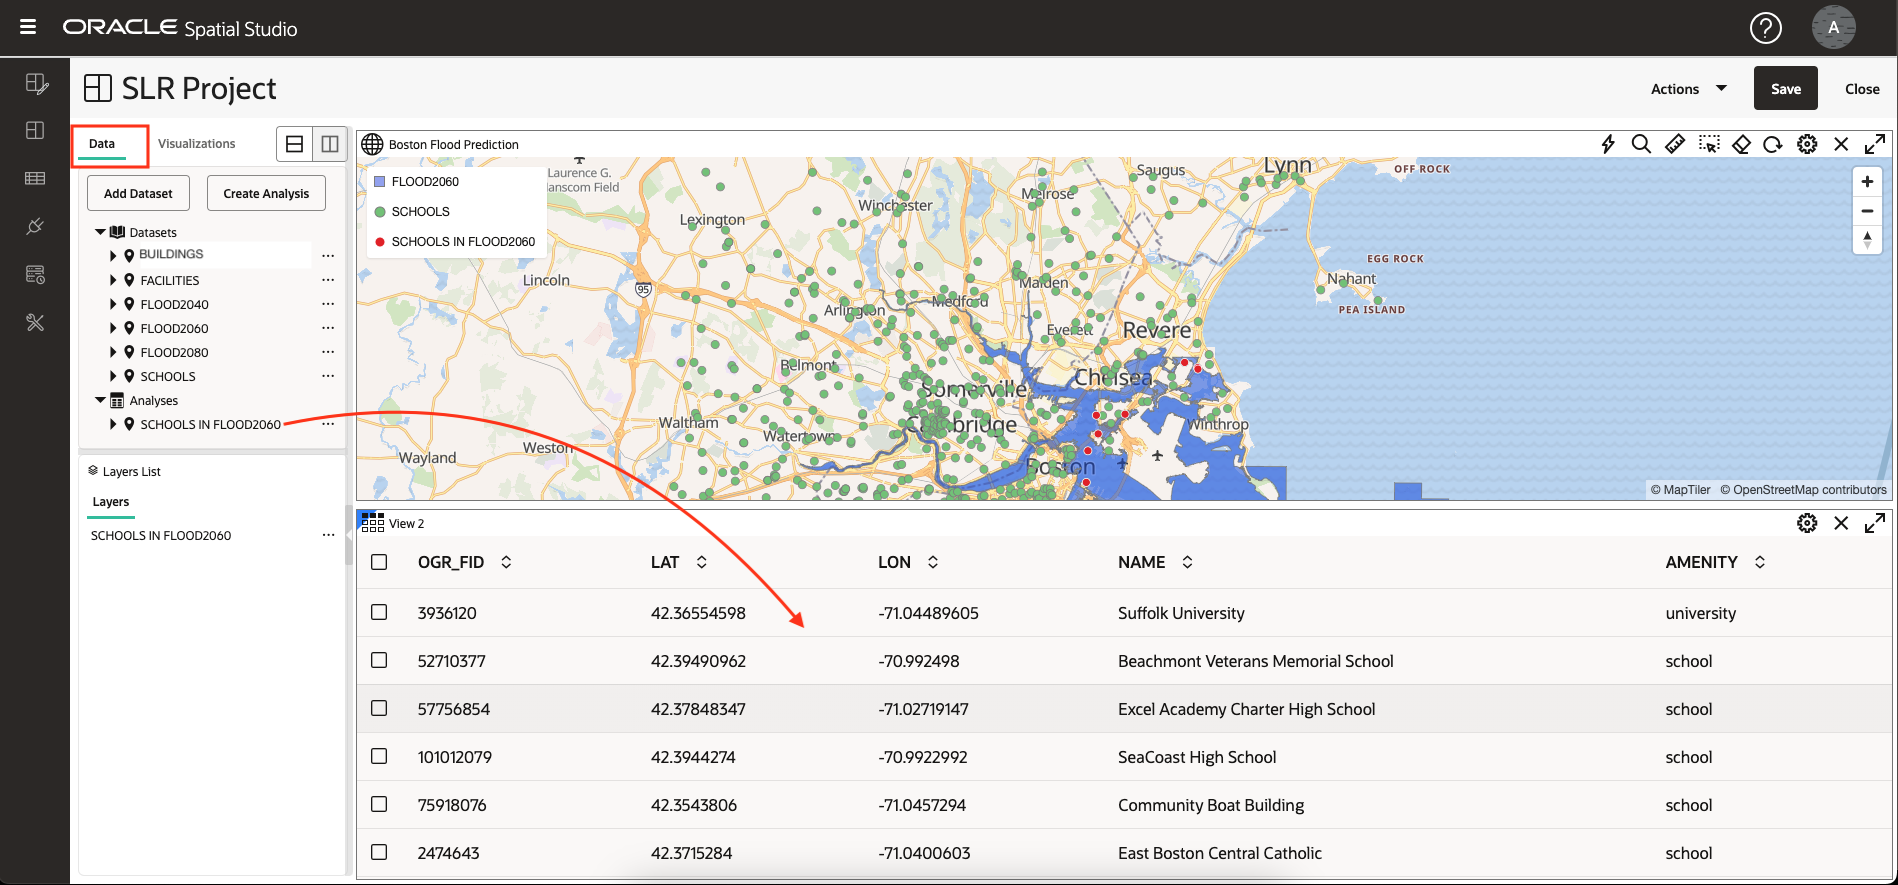 ORACLE Spatial Studio
?
A
SLR Project
Actions
Save
Close
Data
Visualizations
Add Dataset
Create Analysis
Datasets
BUILDINGS
FACILITIES
FLOOD2040
FLOOD2060
FLOOD2080
SCHOOLS
Analyses
SCHOOLS IN FLOOD2060
Layers List
Layers
SCHOOLS IN FLOOD2060
Boston Flood Prediction
FLOOD2060
SCHOOLS
SCHOOLS IN FLOOD2060
Laurence G.
Hanscom Field
Lexington
Winchester
Melrose
Saugus
Lynn
OFF ROCK
Lincoln
95
Arlington
Medford
Malden
Everett
Revere
EGG ROCK
Nahant
PEA ISLAND
Belmont
Somerville
Chelsea
Waltham
Watertown
Cambridge
Winthrop
Weston
Wayland
Boston
© MapTiler © OpenStreetMap contributors
View 2
OGR_FID LAT LON NAME AMENITY
3936120 42.36554598 -71.04489605 Suffolk University university
52710377 42.39490962 -70.992498 Beachmont Veterans Memorial School school
57756854 42.37848347 -71.02719147 Excel Academy Charter High School school
101012079 42.3944274 -70.9922992 SeaCoast High School school
75918076 42.3543806 -71.0457294 Community Boat Building school
2474643 42.3715284 -71.0400603 East Boston Central Catholic school